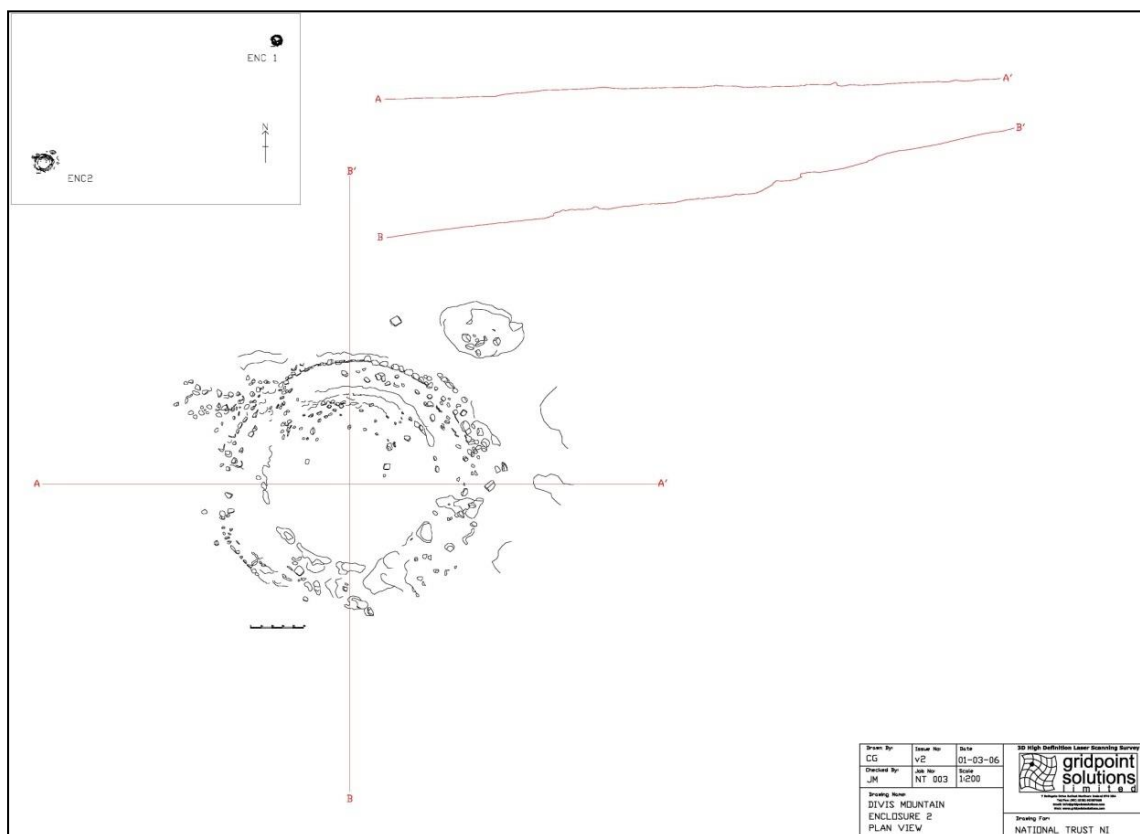 ENC 1
N
ENC2
A
A'
B'
B
B'
A
A'
B
Drawn By:
CG
Issue No:
v2
Date
01-03-06
Checked By:
JM
Job No:
NT 003
Scale
1:200
Drawing Name:
DIVIS MOUNTAIN
ENCLOSURE 2
PLAN VIEW
3D High Definition Laser Scanning Survey
gridpoint
solutions
limited
Drawing For:
NATIONAL TRUST NI